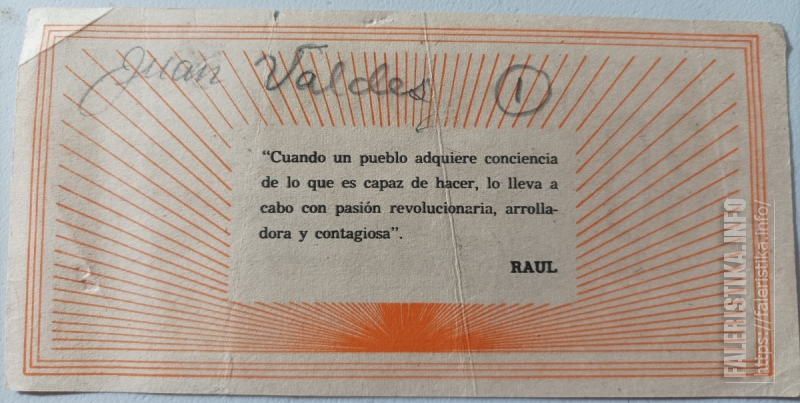 Juan Valdes 1
“Cuando un pueblo adquiere conciencia
de lo que es capaz de hacer, lo lleva a
cabo con pasión revolucionaria, arrolla-
dora y contagiosa”.
RAUL
FALERISTIKA.INFO
https://faleristika.info/